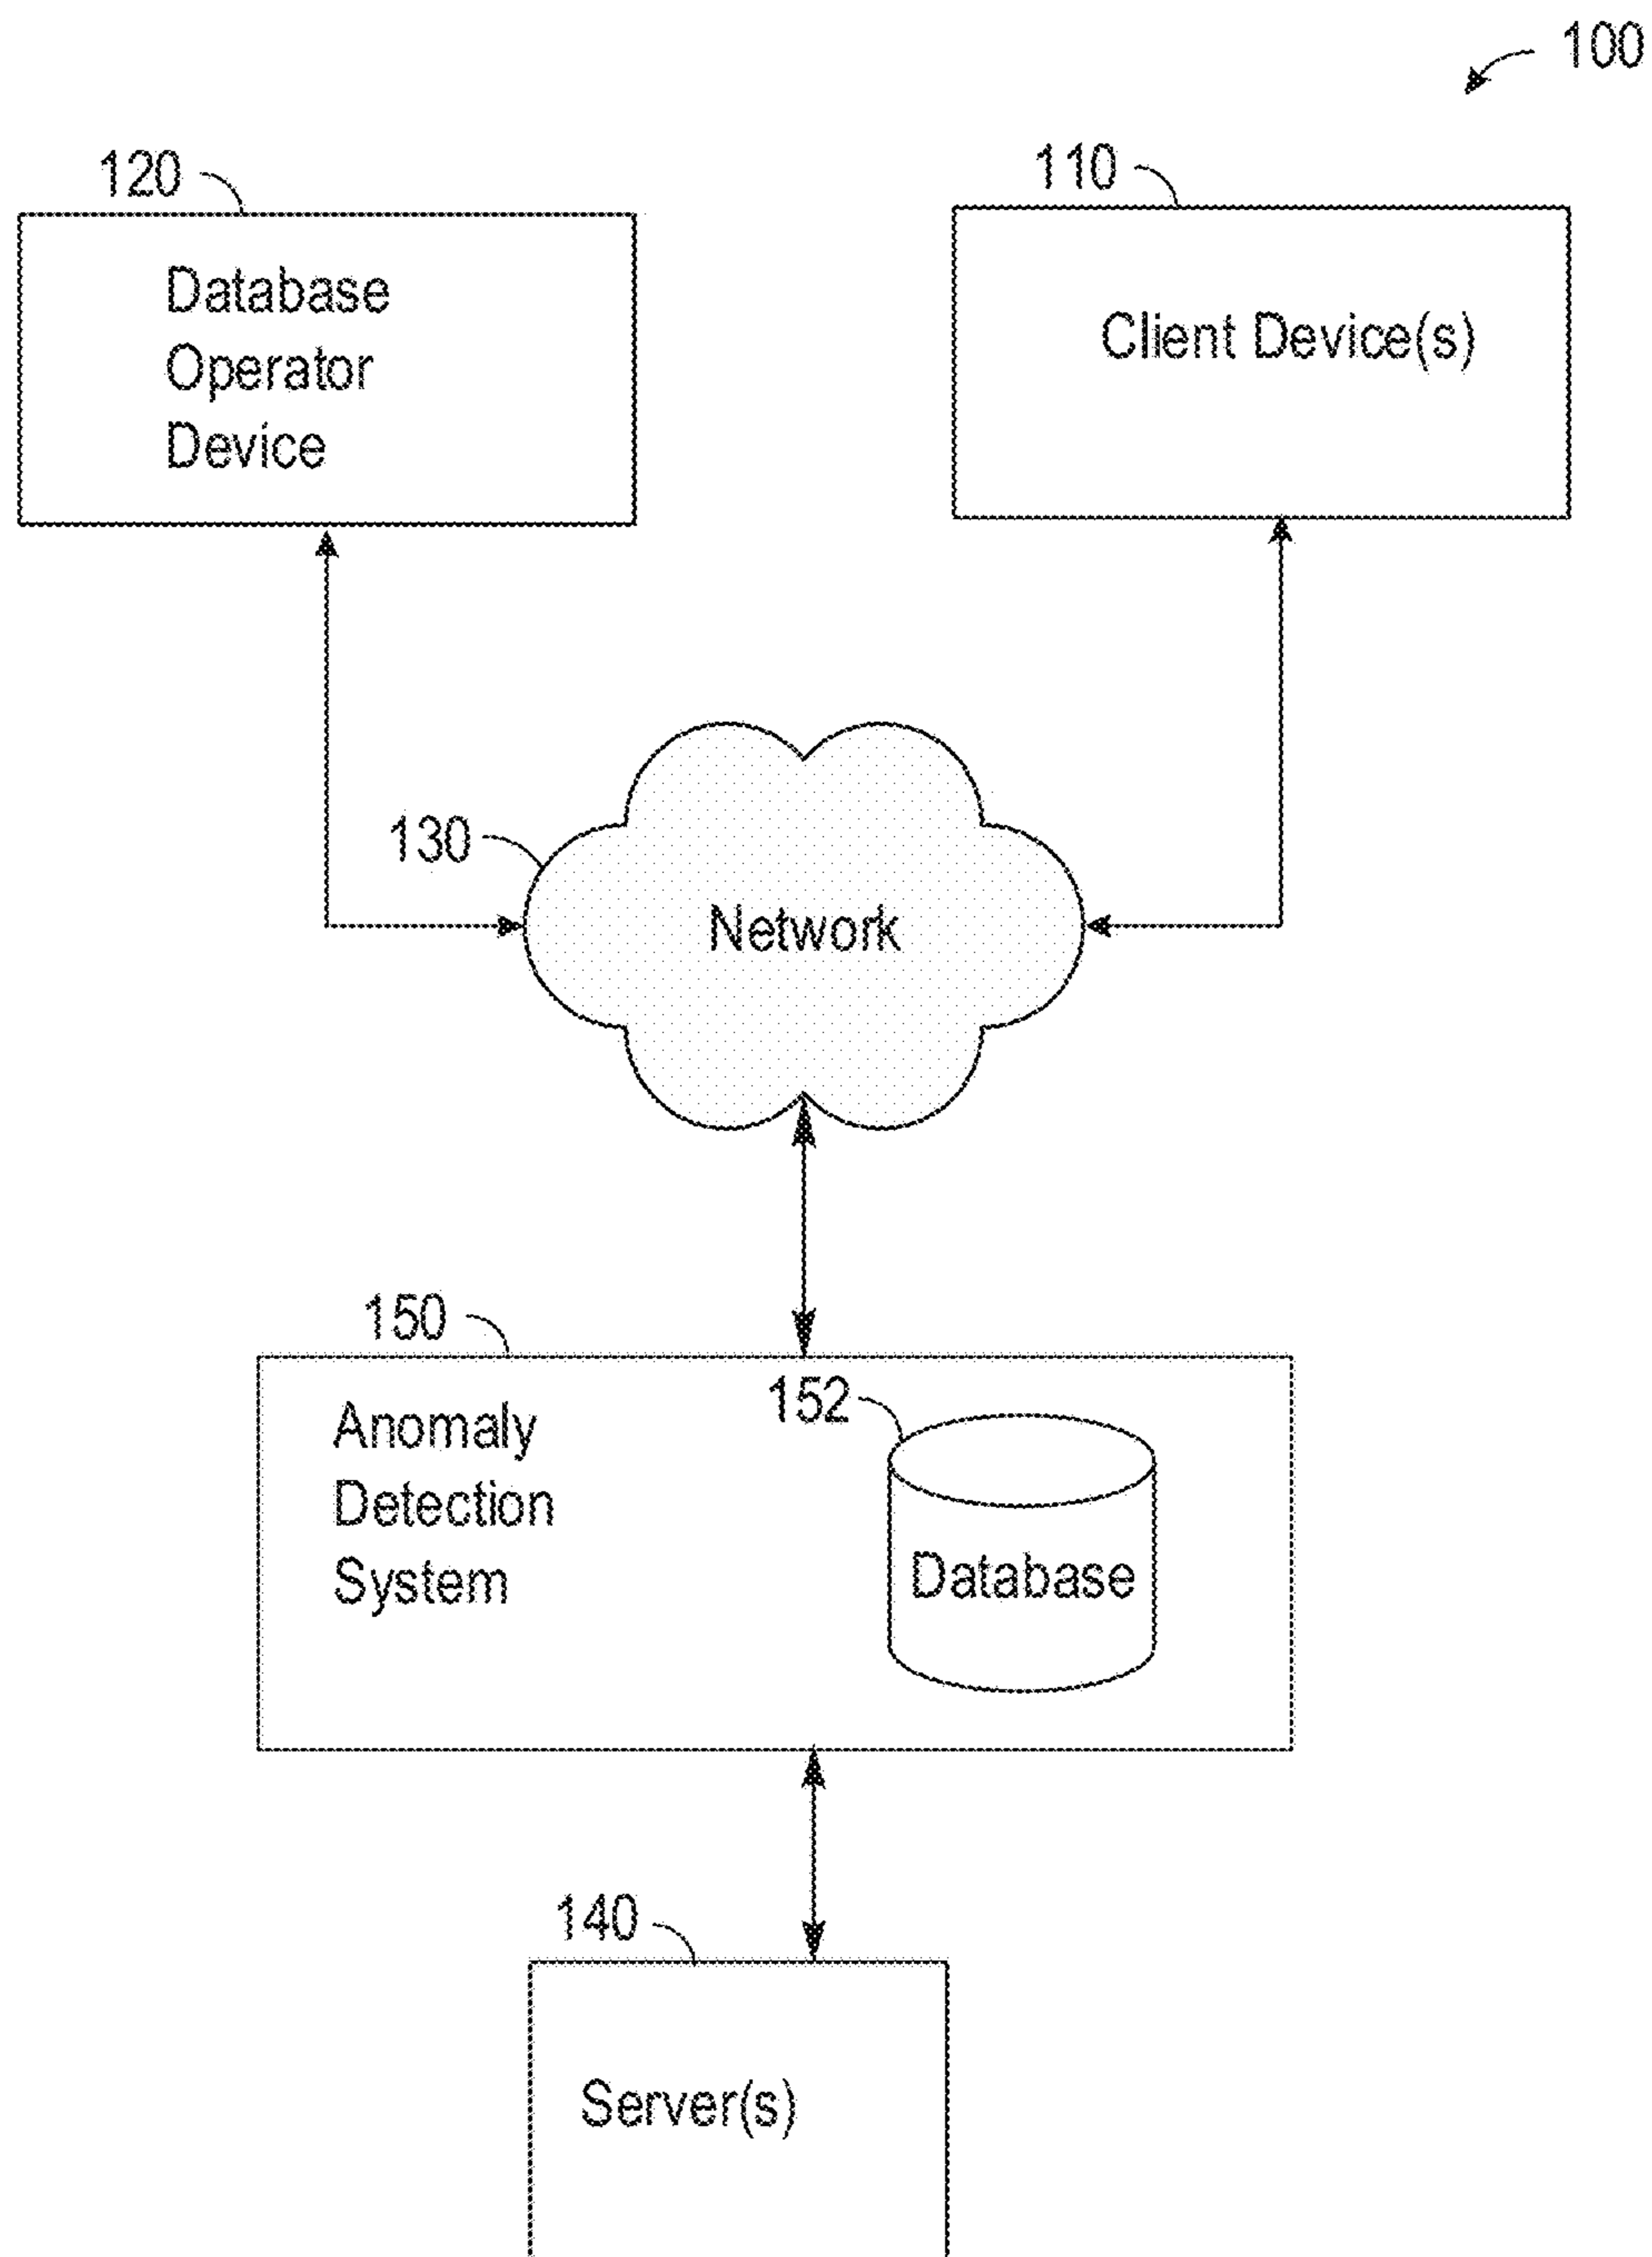 100
120
110
Database
Operator
Device
Client Device(s)
130
Network
150
152
Anomaly
Detection
System
Database
140
Server(s)